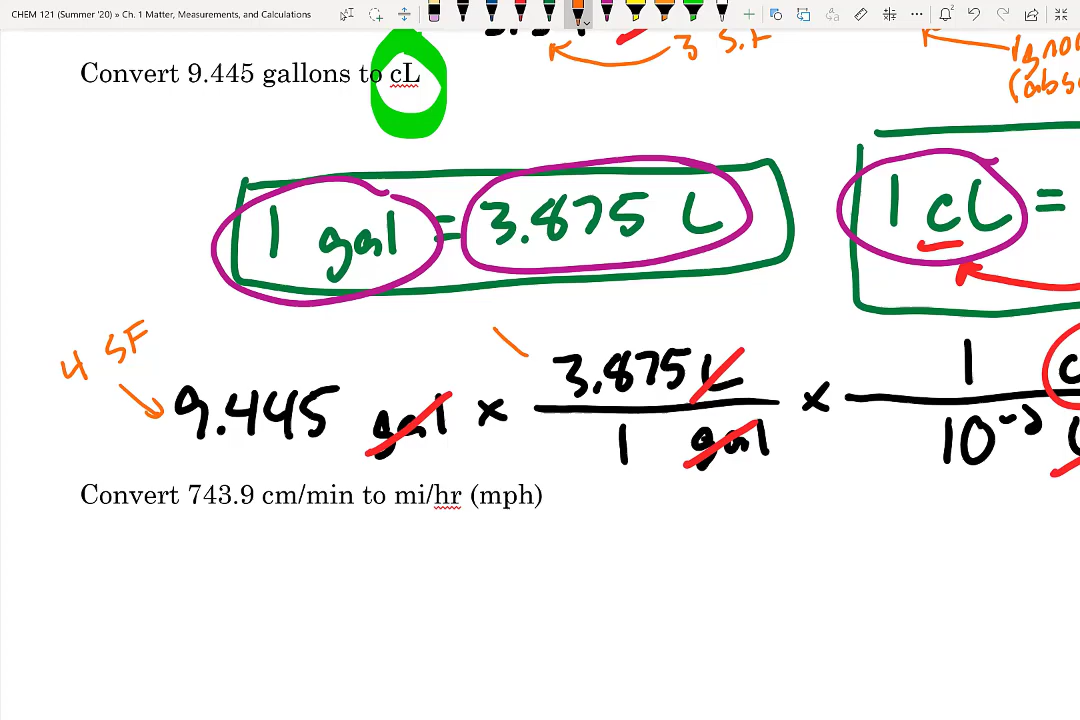 CHEM 121 (Summer '20) » Ch. 1 Matter, Measurements, and Calculations
3 S.F
Convert 9.445 gallons to cL
1 gal = 3.875 L
1 cL =
4 SF
9.445 gal × 3.875 L / 1 gal × 1 / 10
Convert 743.9 cm/min to mi/hr (mph)